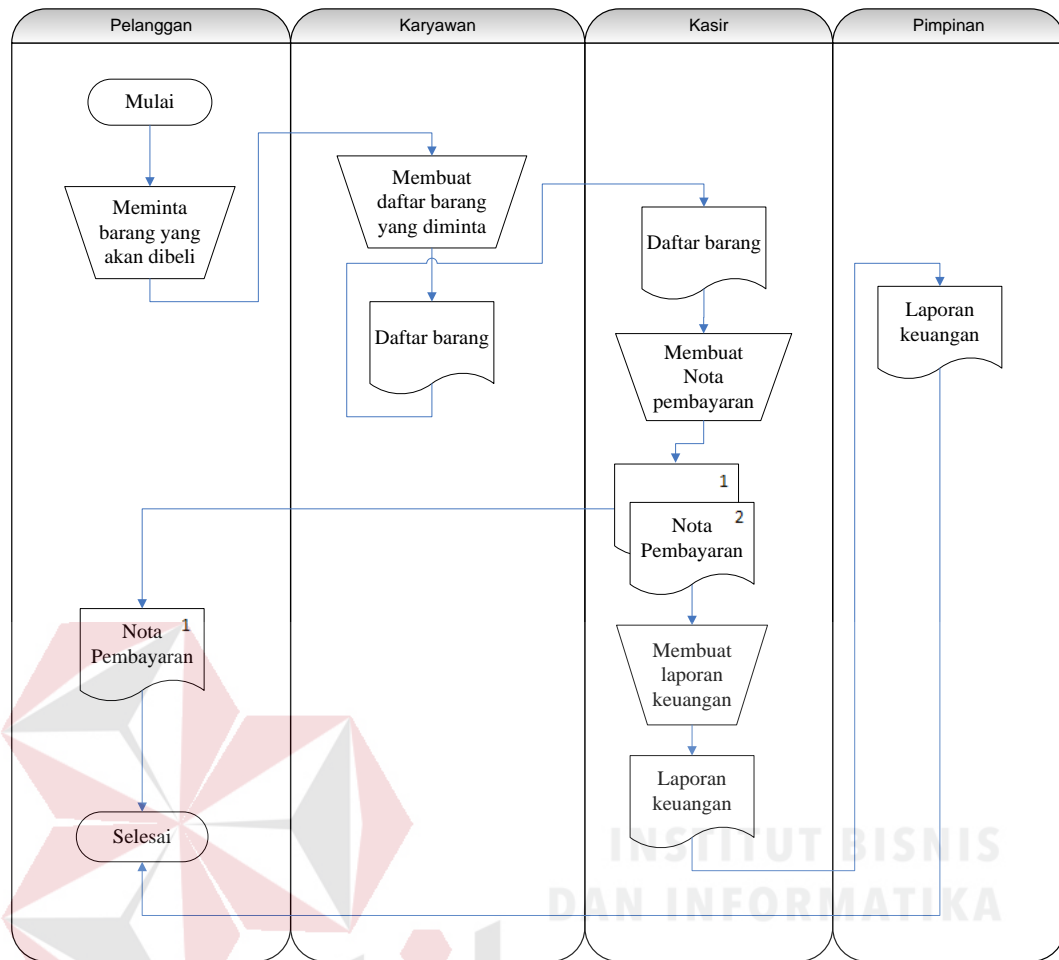 Pelanggan
Karyawan
Kasir
Pimpinan
Mulai
Meminta
barang yang
akan dibeli
Membuat
daftar barang
yang diminta
Daftar barang
Daftar barang
Membuat
Nota
pembayaran
1
2
Nota
Pembayaran
1
Nota
Pembayaran
Membuat
laporan
keuangan
Laporan
keuangan
Laporan
keuangan
Selesai
INSTITUT BISNIS
DAN INFORMATIKA